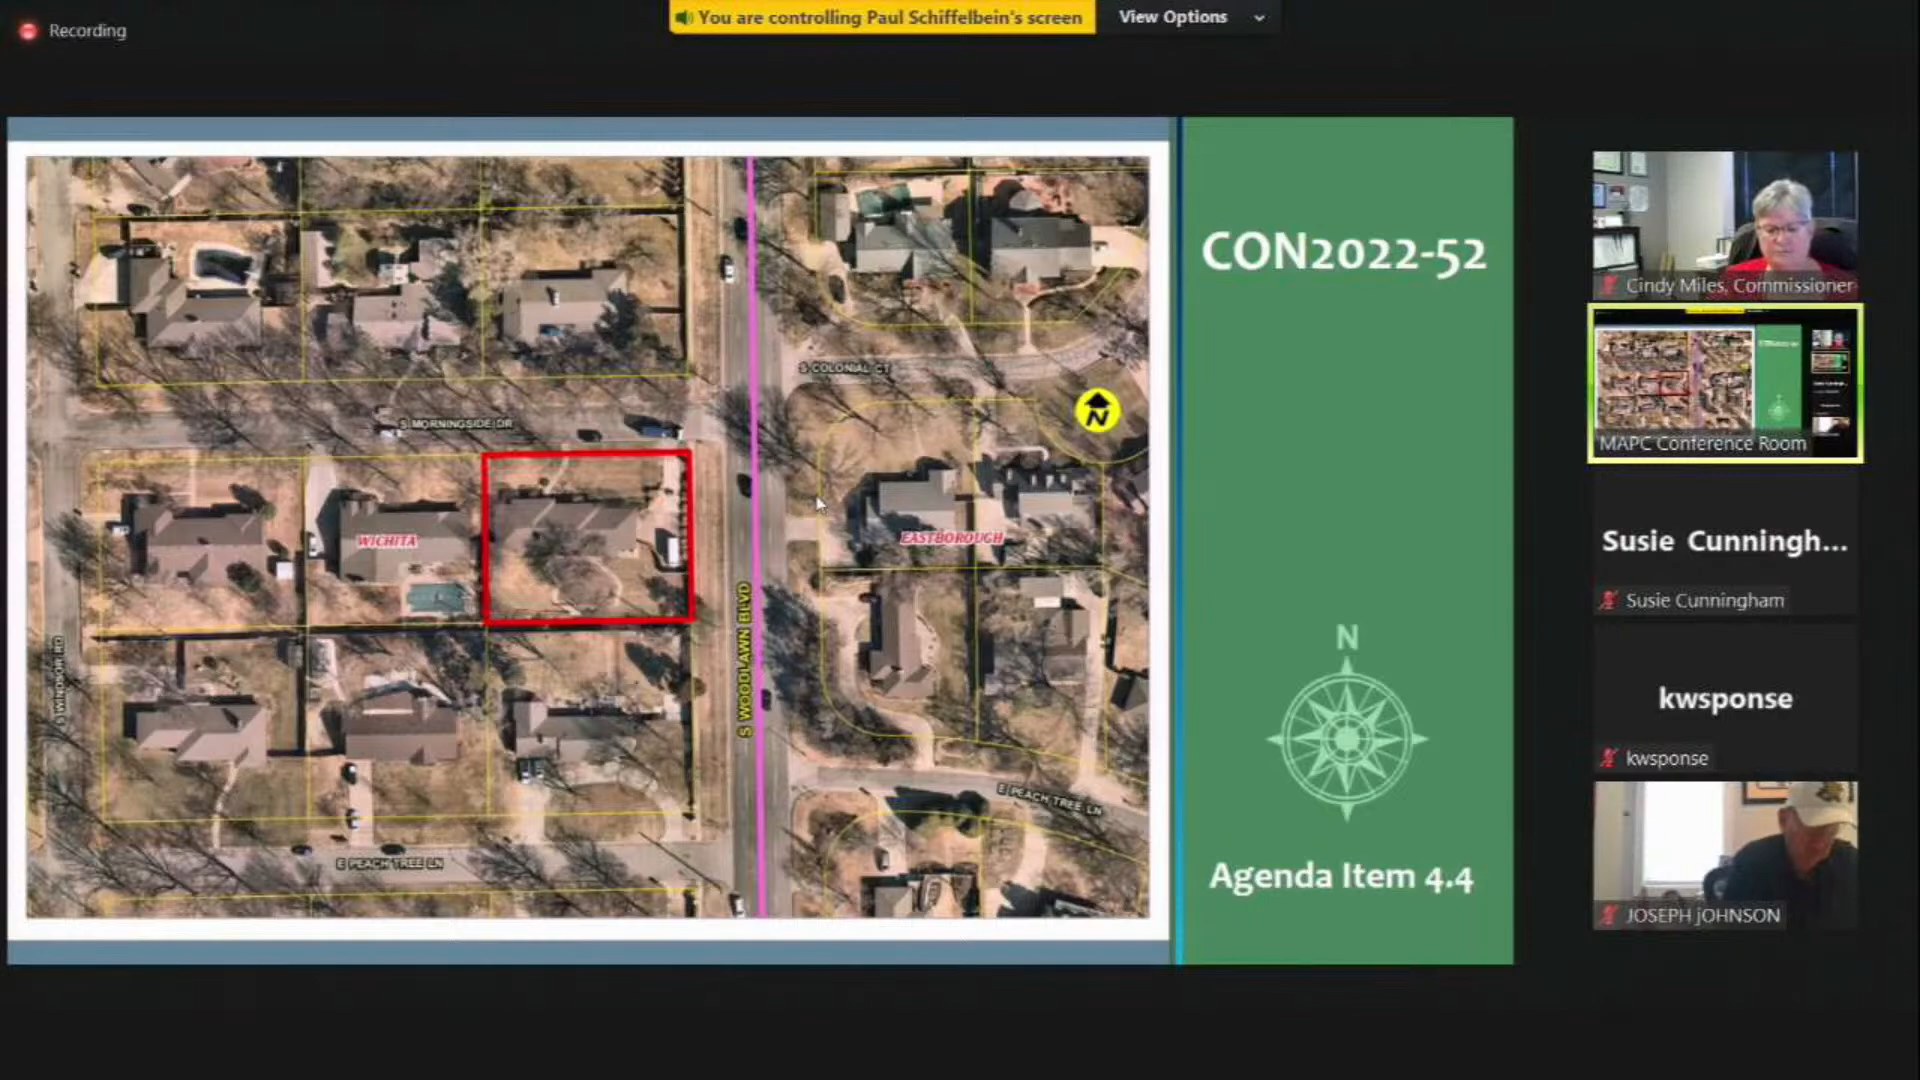 Recording
You are controlling Paul Schiffelbein's screen
View Options
CON2022-52
S COLONIAL CT
N
S MORNINGSIDE DR
WICHITA
EASTBOROUGH
S WOODLAWN BLVD
S WINDSOR RD
E PEACH TREE LN
E PEACH TREE LN
N
Agenda Item 4.4
Cindy Miles, Commissioner
MAPC Conference Room
Susie Cunningh...
Susie Cunningham
kwsponse
kwsponse
JOSEPH jOHNSON